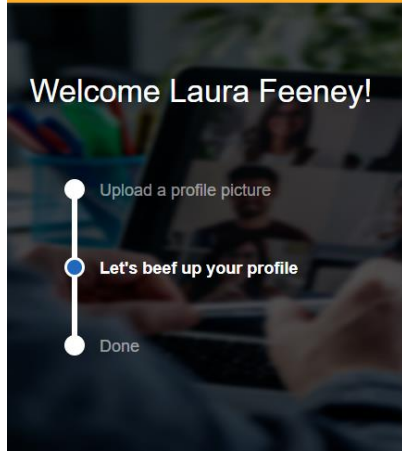 Welcome Laura Feeney!
Upload a profile picture
Let's beef up your profile
Done